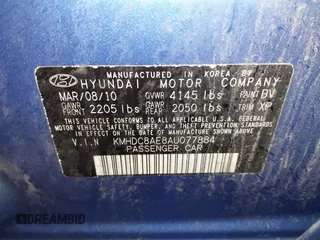 MANUFACTURED IN KOREA BY
HYUNDAI MOTOR COMPANY
MAR/08/10 GVWR 4145 lbs PAINT BV
GAWR FRONT 2205 lbs GAWR REAR 2050 lbs TRIM XP
THIS VEHICLE CONFORMS TO ALL APPLICABLE U.S. FEDERAL
MOTOR VEHICLE SAFETY, BUMPER, AND THEFT PREVENTION
STANDARDS IN EFFECT ON THE DATE OF MANUFACTURE SHOWN ABOVE.
V.I.N KMHDC8AE8AU077884
PASSENGER CAR
DREAMBID